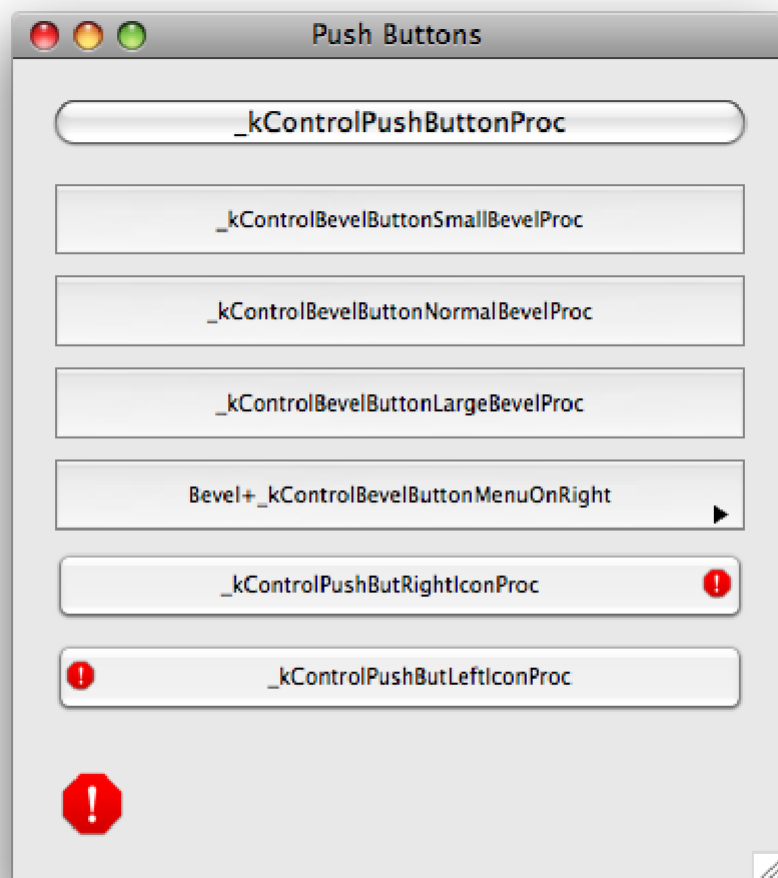 Push Buttons
_kControlPushButtonProc
_kControlBevelButtonSmallBevelProc
_kControlBevelButtonNormalBevelProc
_kControlBevelButtonLargeBevelProc
Bevel+_kControlBevelButtonMenuOnRight
_kControlPushButRightIconProc
_kControlPushButLeftIconProc